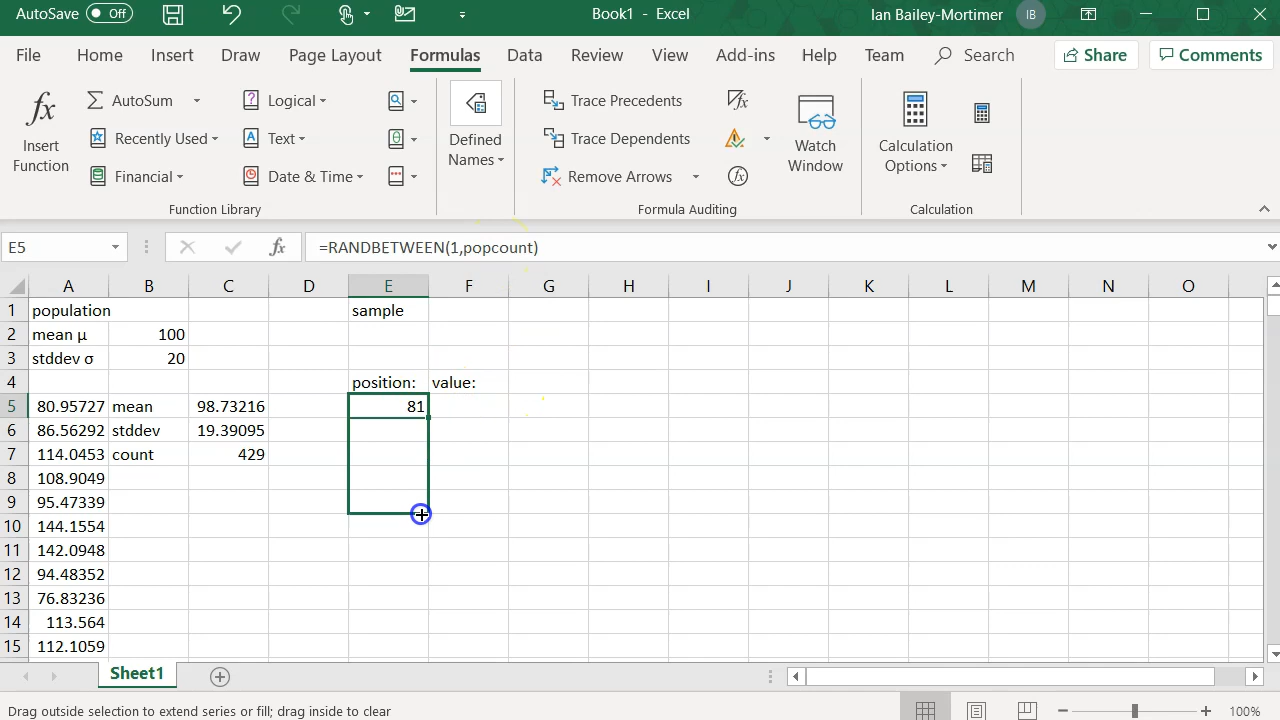 AutoSave Off Book1 - Excel Ian Bailey-Mortimer IB
File Home Insert Draw Page Layout Formulas Data Review View Add-ins Help Team Search Share Comments
fx AutoSum Logical Trace Precedents fx
Recently Used A Text θ Trace Dependents
Insert Function Defined Names Watch Window Calculation Options
Financial Date & Time Remove Arrows fx
Function Library Formula Auditing Calculation
E5 fx =RANDBETWEEN(1,popcount)
A B C D E F G H I J K L M N O
1 population sample
2 mean μ 100
3 stddev σ 20
4 position: value:
5 80.95727 mean 98.73216 81
6 86.56292 stddev 19.39095
7 114.0453 count 429
8 108.9049
9 95.47339
10 144.1554
11 142.0948
12 94.48352
13 76.83236
14 113.564
15 112.1059
Sheet1
Drag outside selection to extend series or fill; drag inside to clear 100%